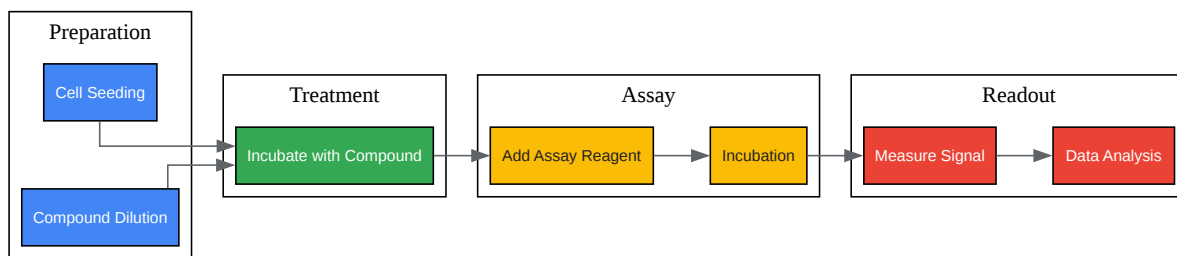 Preparation
Cell Seeding
Compound Dilution
Treatment
Incubate with Compound
Assay
Add Assay Reagent
Incubation
Readout
Measure Signal
Data Analysis